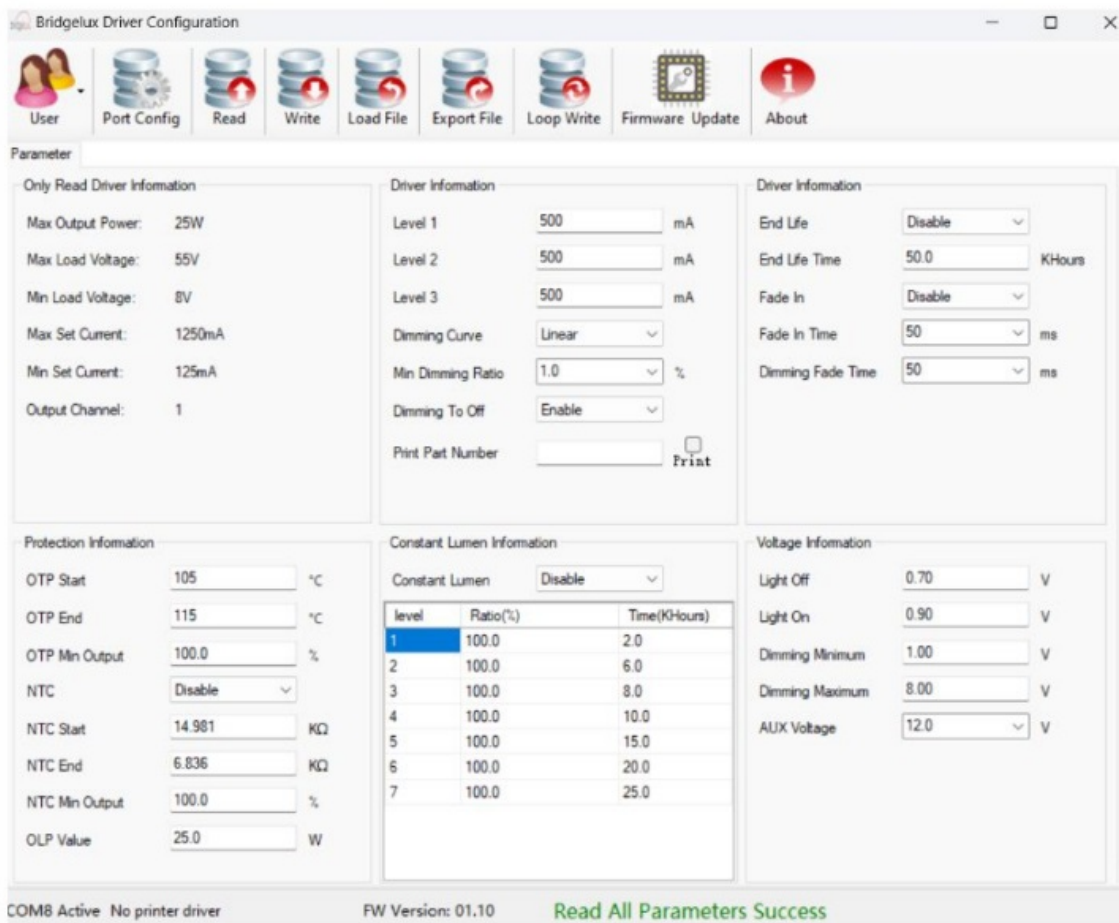 Bridgelux Driver Configuration
User
Port Config
Read
Write
Load File
Export File
Loop Write
Firmware Update
About
Parameter
Only Read Driver Information
Max Output Power: 25W
Max Load Voltage: 55V
Min Load Voltage: 8V
Max Set Current: 1250mA
Min Set Current: 125mA
Output Channel: 1
Driver Information
Level 1 500 mA
Level 2 500 mA
Level 3 500 mA
Dimming Curve Linear
Min Dimming Ratio 1.0 %
Dimming To Off Enable
Print Part Number Print
Driver Information
End Life Disable
End Life Time 50.0 KHours
Fade In Disable
Fade In Time 50 ms
Dimming Fade Time 50 ms
Protection Information
OTP Start 105 °C
OTP End 115 °C
OTP Min Output 100.0 %
NTC Disable
NTC Start 14.981 KΩ
NTC End 6.836 KΩ
NTC Min Output 100.0 %
OLP Value 25.0 W
Constant Lumen Information
Constant Lumen Disable
level Ratio(%) Time(KHours)
1 100.0 2.0
2 100.0 6.0
3 100.0 8.0
4 100.0 10.0
5 100.0 15.0
6 100.0 20.0
7 100.0 25.0
Voltage Information
Light Off 0.70 V
Light On 0.90 V
Dimming Minimum 1.00 V
Dimming Maximum 8.00 V
AUX Voltage 12.0 V
COM8 Active No printer driver FW Version: 01.10 Read All Parameters Success